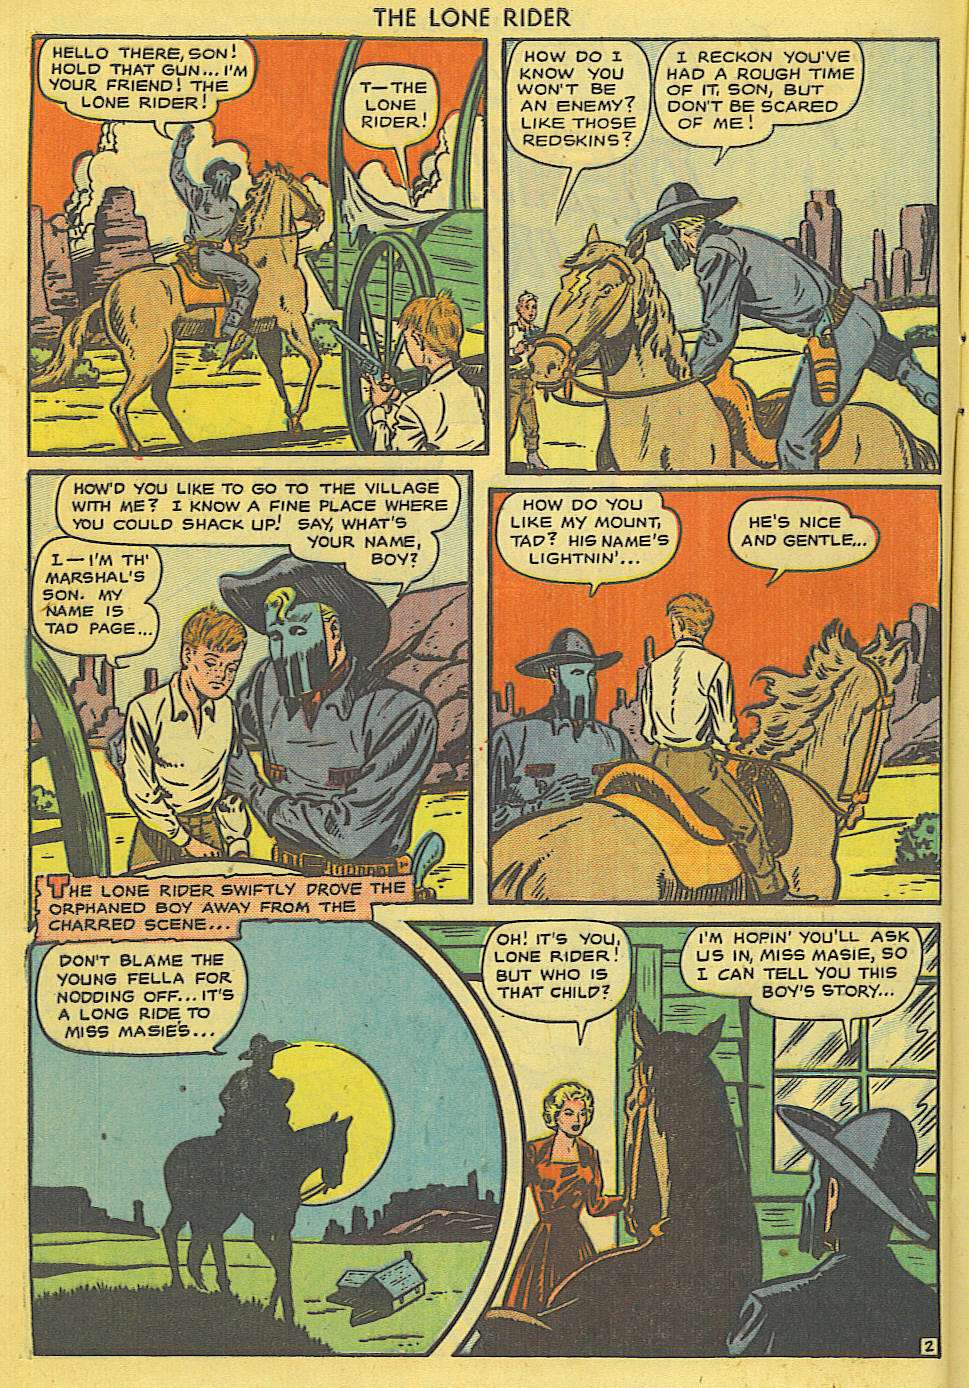 THE LONE RIDER
HELLO THERE, SON!
HOLD THAT GUN...I'M
YOUR FRIEND! THE
LONE RIDER!
T—THE
LONE
RIDER!
HOW DO I
KNOW YOU
WON'T BE
AN ENEMY?
LIKE THOSE
REDSKINS?
I RECKON YOU'VE
HAD A ROUGH TIME
OF IT, SON, BUT
DON'T BE SCARED
OF ME!
HOW'D YOU LIKE TO GO TO THE VILLAGE
WITH ME? I KNOW A FINE PLACE WHERE
YOU COULD SHACK UP! SAY, WHAT'S
YOUR NAME,
BOY?
I—I'M TH'
MARSHAL'S
SON. MY
NAME IS
TAD PAGE...
HOW DO YOU
LIKE MY MOUNT,
TAD? HIS NAME'S
LIGHTNIN'...
HE'S NICE
AND GENTLE...
THE LONE RIDER SWIFTLY DROVE THE
ORPHANED BOY AWAY FROM THE
CHARRED SCENE...
DON'T BLAME THE
YOUNG FELLA FOR
NODDING OFF...IT'S
A LONG RIDE TO
MISS MASIE'S...
OH! IT'S YOU,
LONE RIDER!
BUT WHO IS
THAT CHILD?
I'M HOPIN' YOU'LL ASK
US IN, MISS MASIE, SO
I CAN TELL YOU THIS
BOY'S STORY...
2